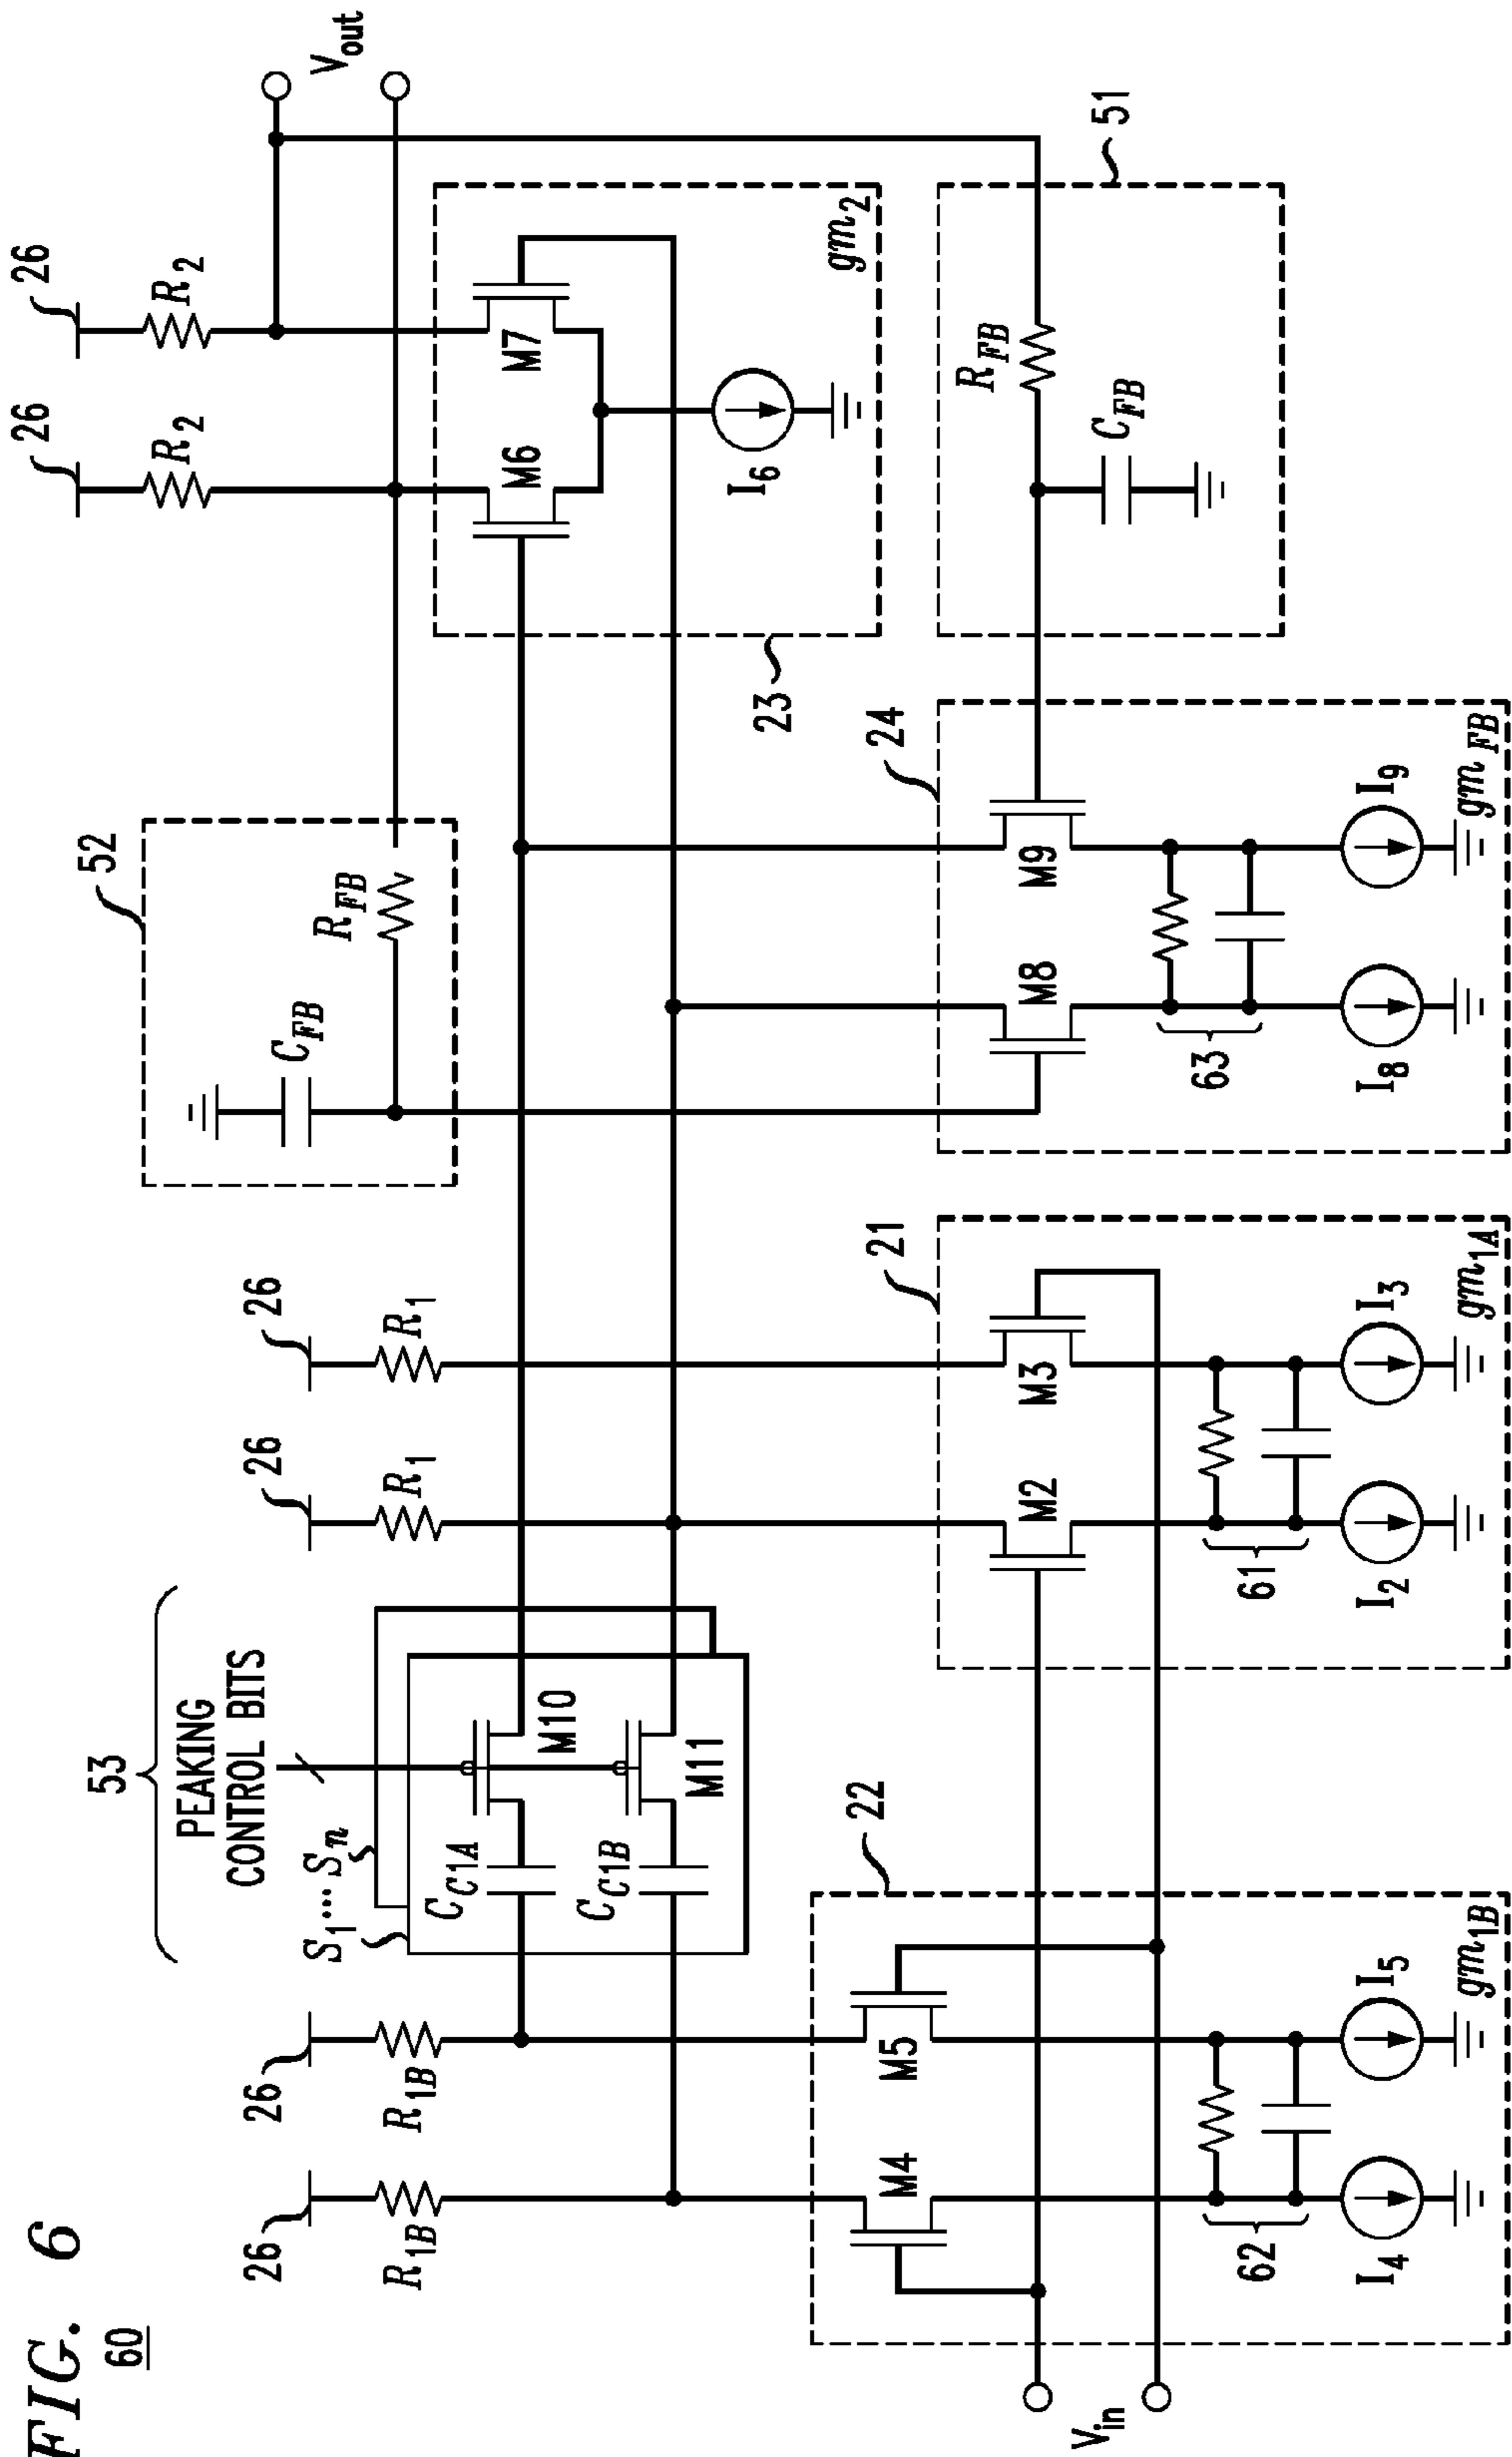 FIG. 6
60
53
PEAKING
CONTROL BITS
S1...Sn
26
26
26
26
26
26
R1B
R1B
R1
R1
R2
R2
CC1A
CC1B
M10
M11
52
CFB
RFB
Vout
M6
M7
I6
gm2
23
22
M4
M5
62
I4
I5
gm1B
21
M2
M3
61
I2
I3
gm1A
24
M8
M9
63
I8
I9
gmFB
51
RFB
CFB
Vin